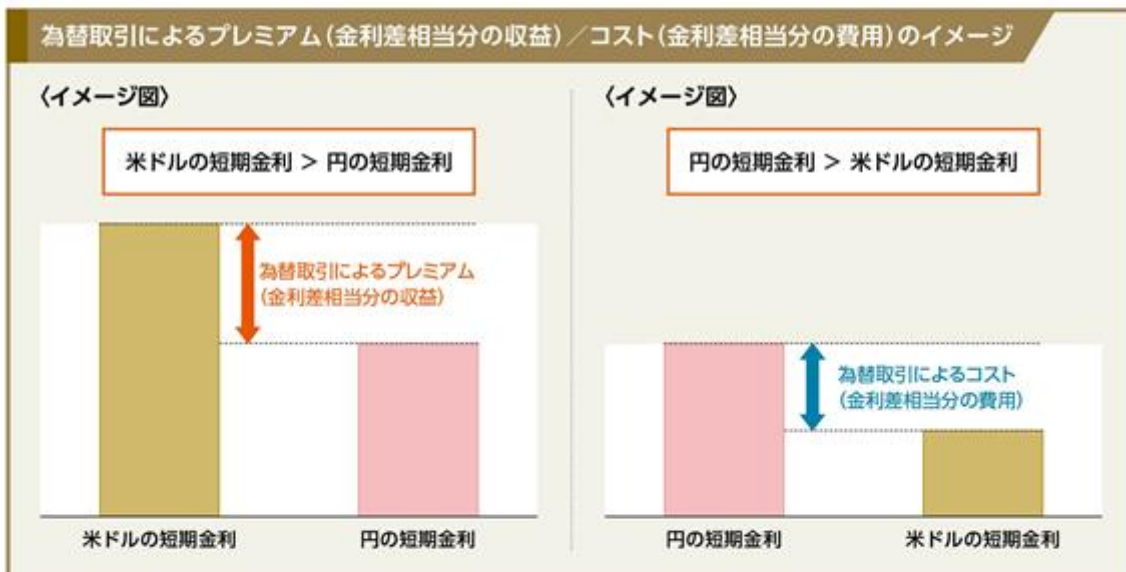 為替取引によるプレミアム(金利差相当分の収益)/コスト(金利差相当分の費用)のイメージ
〈イメージ図〉
米ドルの短期金利 > 円の短期金利
為替取引によるプレミアム
(金利差相当分の収益)
米ドルの短期金利
円の短期金利
〈イメージ図〉
円の短期金利 > 米ドルの短期金利
為替取引によるコスト
(金利差相当分の費用)
円の短期金利
米ドルの短期金利